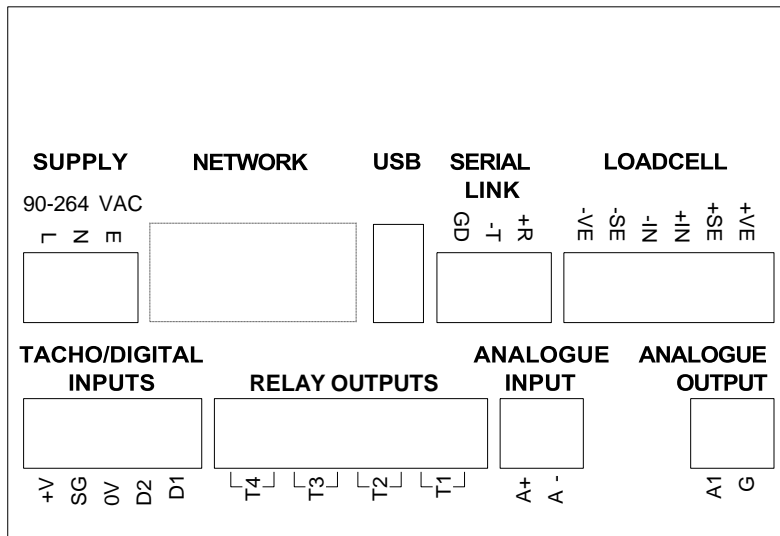 SUPPLY NETWORK USB SERIAL LINK LOADCELL
90-264 VAC
L N E GD -T +R -VE -SE -IN +IN +SE +VE
TACHO/DIGITAL INPUTS RELAY OUTPUTS ANALOGUE INPUT ANALOGUE OUTPUT
+V SG 0V D2 D1 T4 T3 T2 T1 A+ A - A1 G